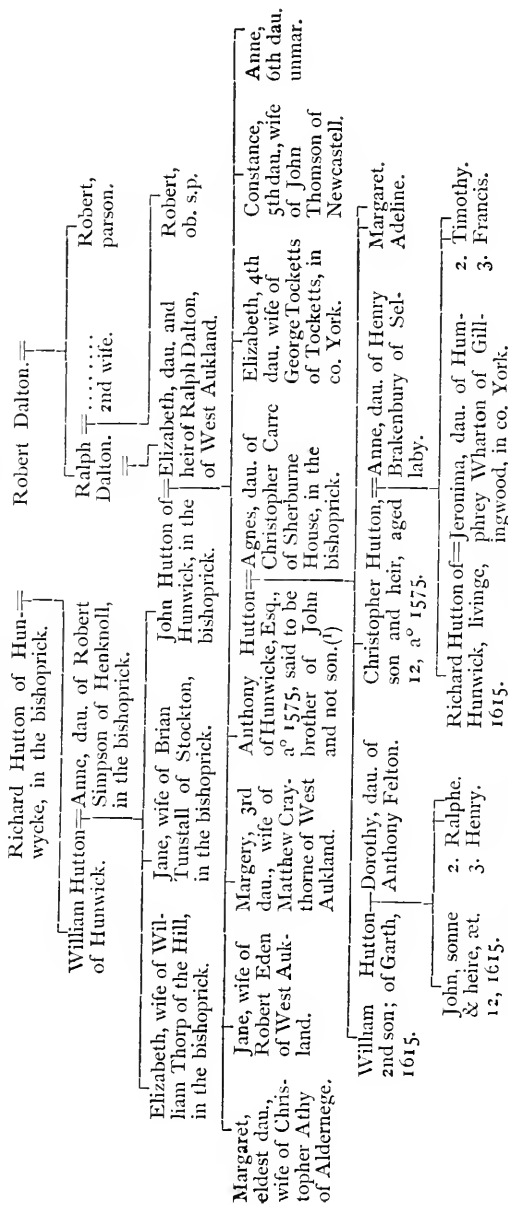 Richard Hutton of Hun-
wycke, in the bishoprick.
Robert Dalton.
William Hutton
of Hunwick.
Anne, dau. of Robert
Simpson of Henknoll,
in the bishoprick.
Ralph
Dalton.
. . . . . . . .
2nd wife.
Robert,
parson.
Elizabeth, wife of Wil-
liam Thorp of the Hill,
in the bishoprick.
Jane, wife of Brian
Tunstall of Stockton,
in the bishoprick.
John Hutton of
Hunwick, in the
bishoprick.
Elizabeth, dau. and
heir of Ralph Dalton,
of West Aukland.
Robert,
ob. s.p.
Margaret,
eldest dau.,
wife of Chris-
topher Athy
of Aldernege.
Jane, wife of
Robert Eden
of West Auk-
land.
Margery, 3rd
dau., wife of
Matthew Cray-
thorne of West
Aukland.
Anthony Hutton
of Hunwicke, Esq.,
aº 1575, said to be
brother of John
and not son.(¹)
Agnes, dau. of
Christopher Carre
of Sherburne
House, in the
bishoprick.
Elizabeth, 4th
dau. wife of
George Tocketts
of Tocketts, in
co. York.
Constance,
5th dau., wife
of John
Thomson of
Newcastell.
Anne,
6th dau.
unmar.
William Hutton
2nd son; of Garth,
1615.
Dorothy, dau. of
Anthony Felton.
Christopher Hutton,
son and heir, aged
12, aº 1575.
Anne, dau. of Henry
Brakenbury of Sel-
laby.
Margaret.
Adeline.
John, sonne
& heire, æt.
12, 1615.
2. Ralphe.
3. Henry.
Richard Hutton of
Hunwick, livinge,
1615.
Jeronima, dau. of Hum-
phrey Wharton of Gill-
ingwood, in co. York.
2. Timothy.
3. Francis.